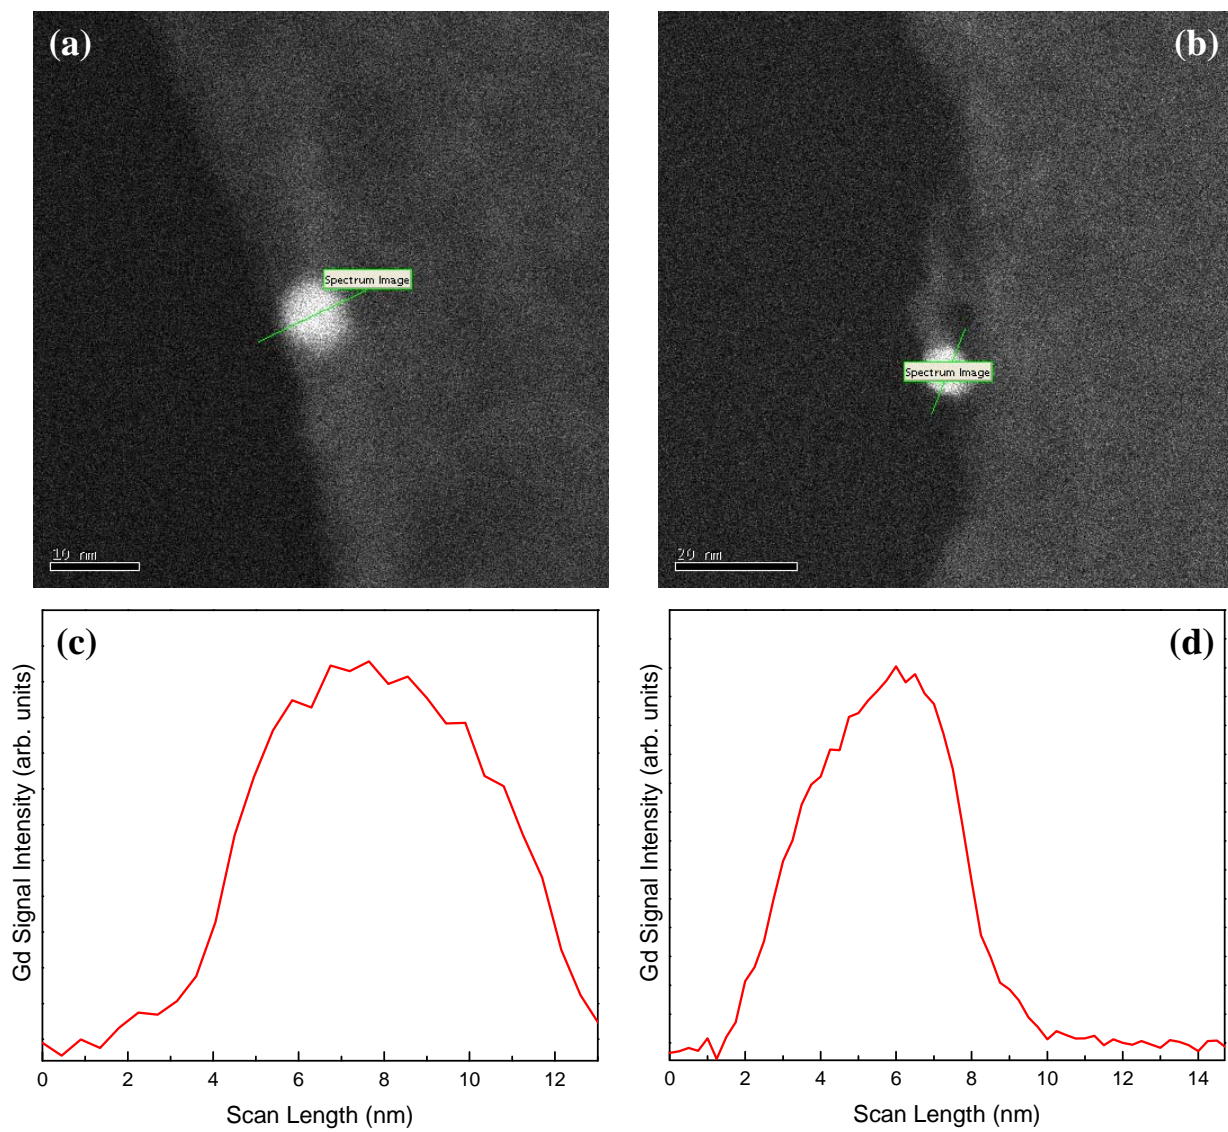 (a)
(b)
Spectrum Image
Spectrum Image
10 nm
20 nm
(c)
(d)
Gd Signal Intensity (arb. units)
0 2 4 6 8 10 12
Scan Length (nm)
Gd Signal Intensity (arb. units)
0 2 4 6 8 10 12 14
Scan Length (nm)